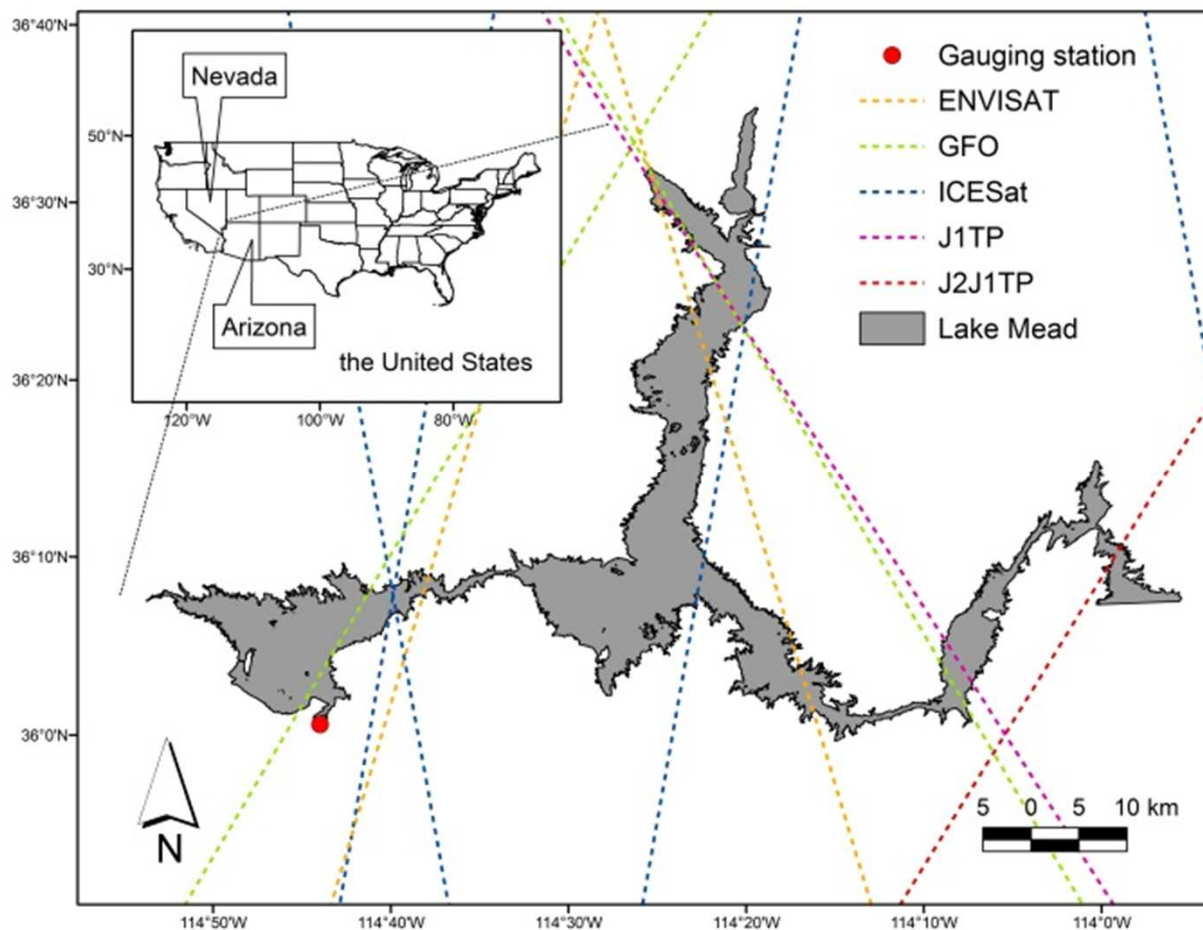 36°40'N
36°30'N
36°20'N
36°10'N
36°0'N
Nevada
50°N
30°N
Arizona
the United States
120°W
100°W
80°W
Gauging station
ENVISAT
GFO
ICESat
J1TP
J2J1TP
Lake Mead
N
5 0 5 10 km
114°50'W
114°40'W
114°30'W
114°20'W
114°10'W
114°0'W